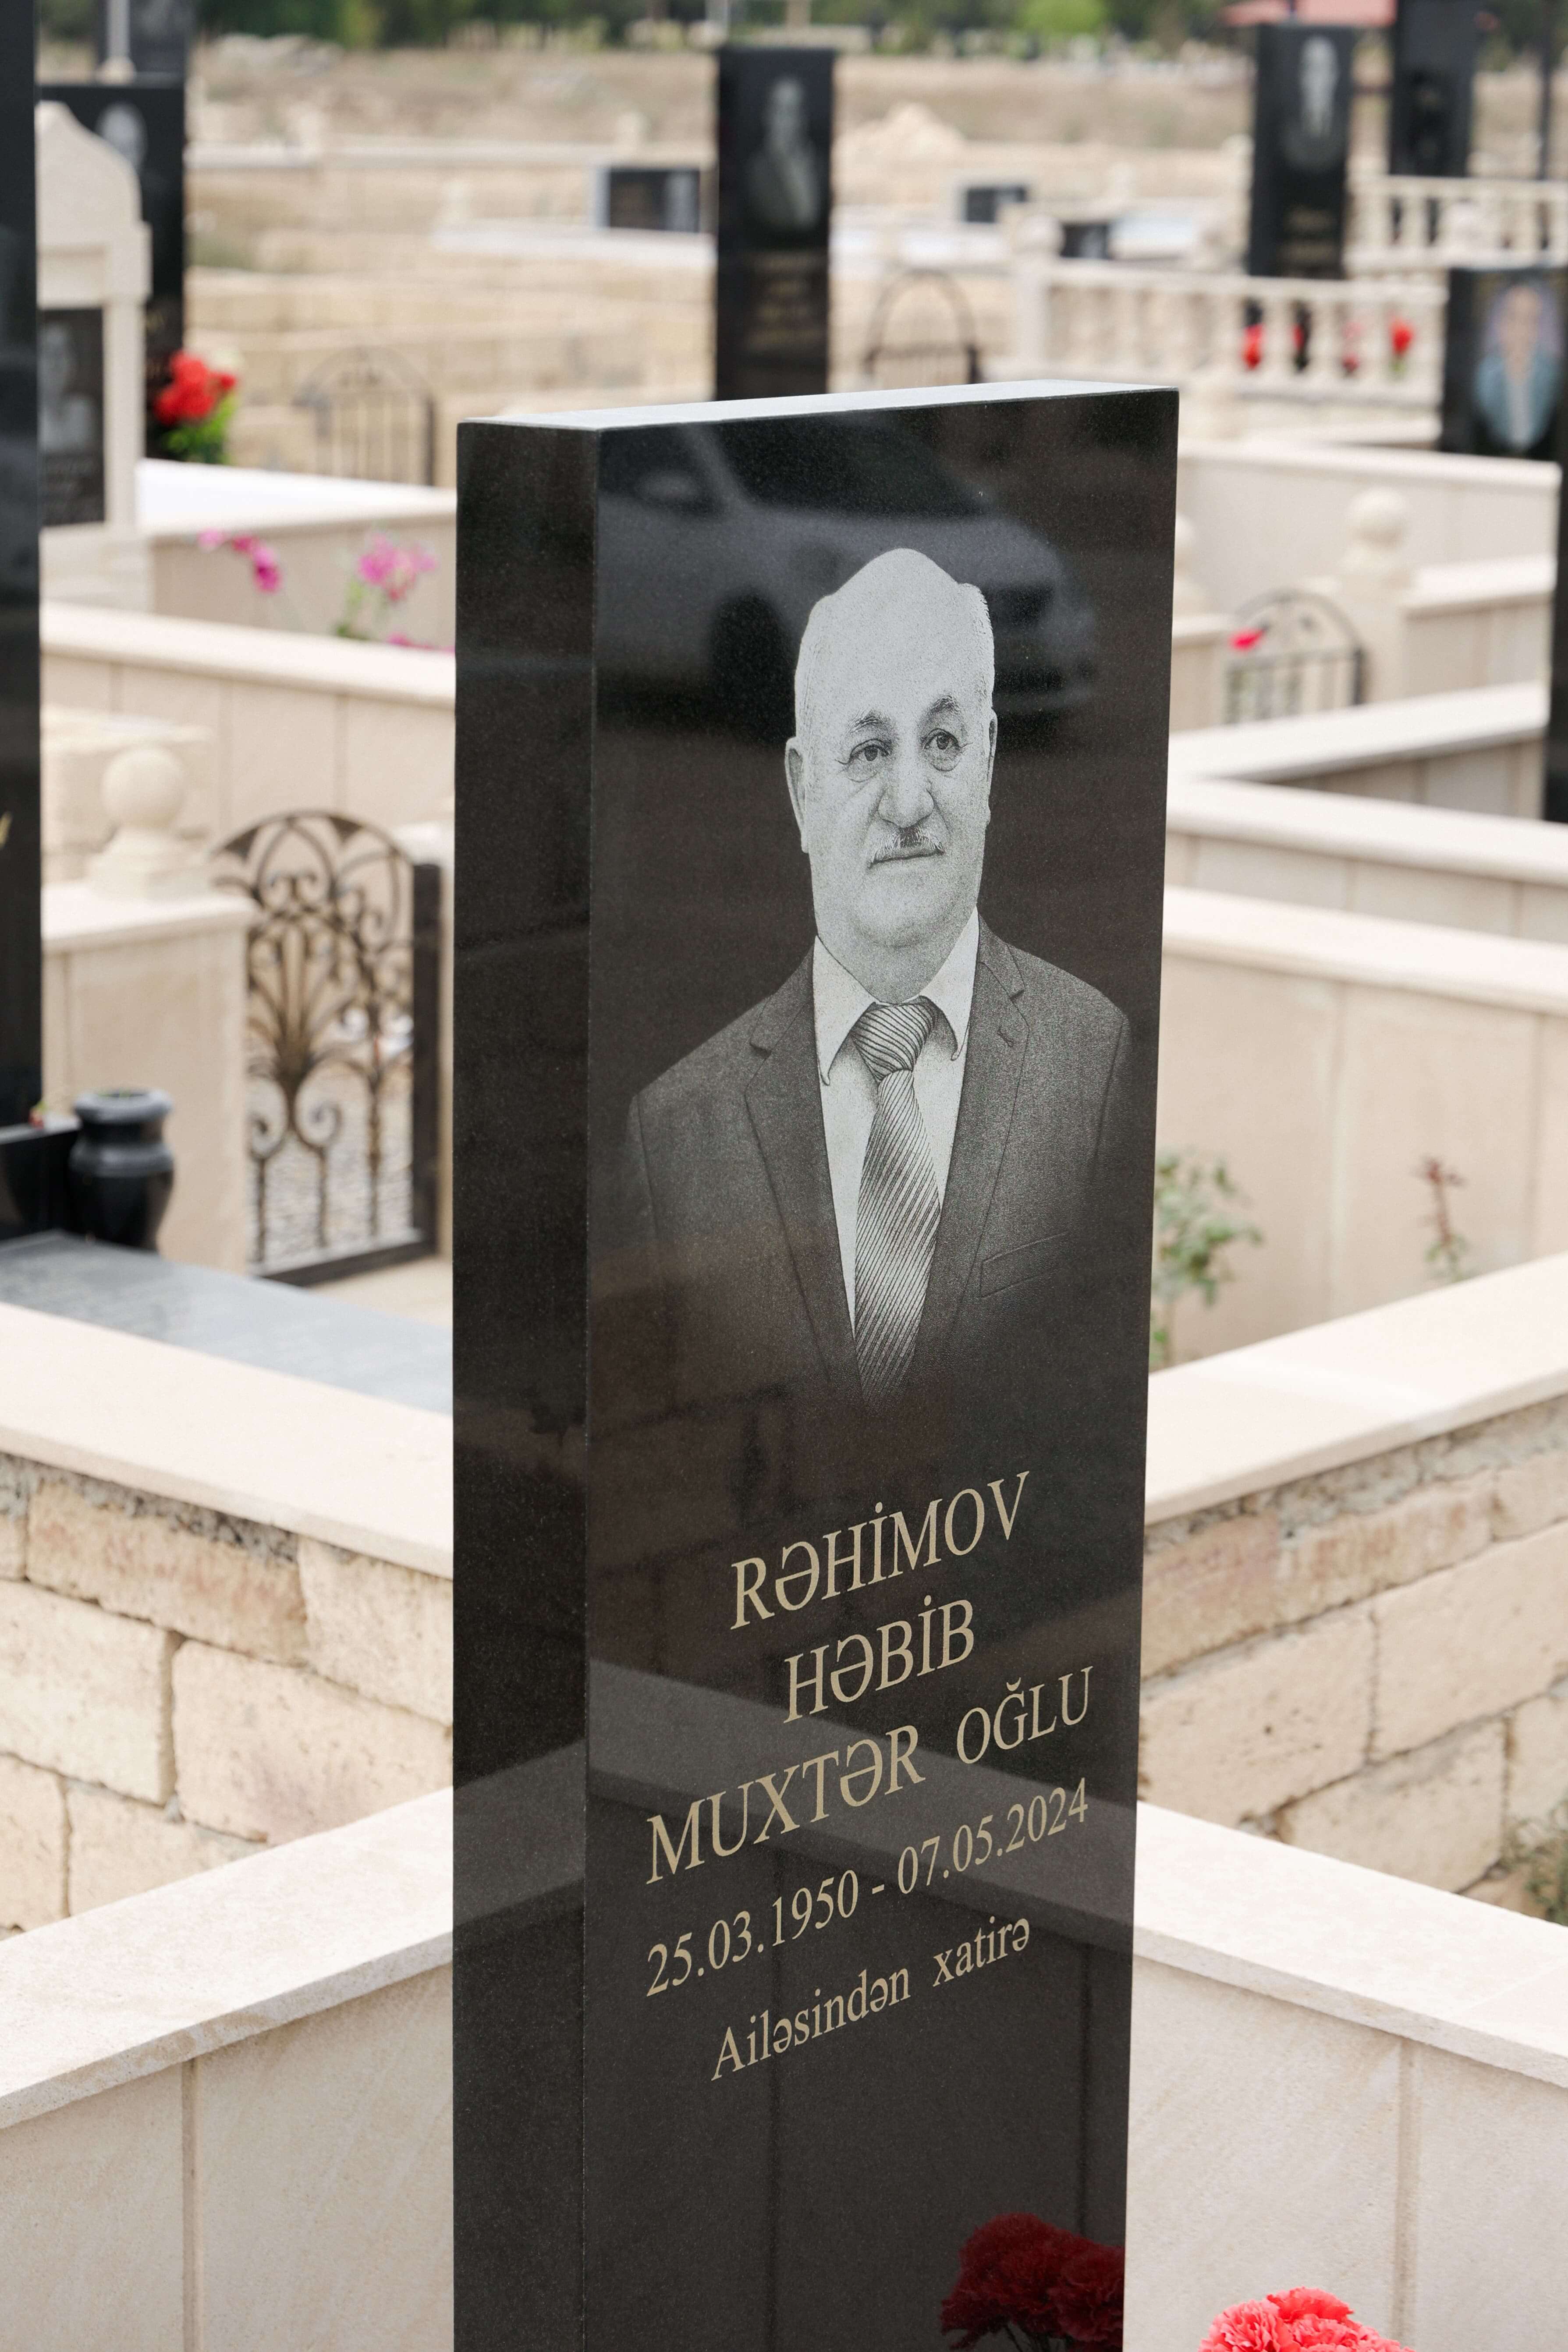 RƏHİMOV
HƏBİB
MUXTƏR OĞLU
25.03.1950 - 07.05.2024
Ailəsindən xatirə